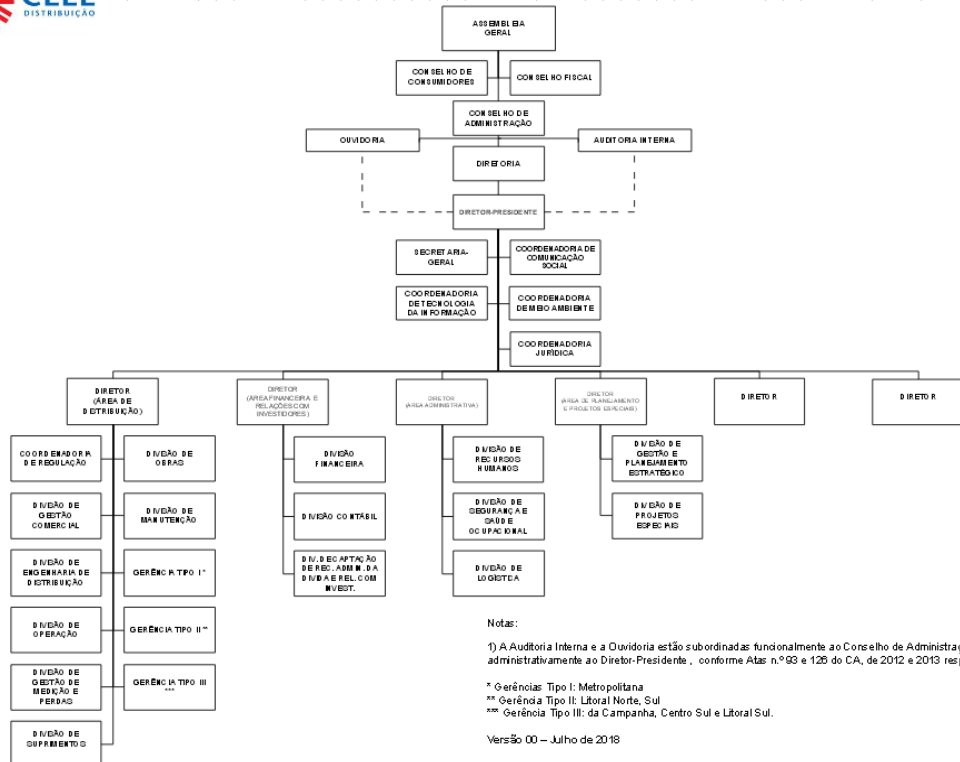 CEEE
DISTRIBUIÇÃO
ASSEMBLEIA
GERAL
CONSELHO DE
CONSUMIDORES
CONSELHO FISCAL
CONSELHO DE
ADMINISTRAÇÃO
OUVIDORIA
AUDITORIA INTERNA
DIRETORIA
DIRETOR-PRESIDENTE
SECRETARIA-
GERAL
COORDENADORIA DE
COMUNICAÇÃO
SOCIAL
COORDENADORIA
DE TECNOLOGIA
DA INFORMAÇÃO
COORDENADORIA
DE MEIO AMBIENTE
COORDENADORIA
JURÍDICA
DIRETOR
(ÁREA DE
DISTRIBUIÇÃO)
DIRETOR
(ÁREA FINANCEIRA E
RELAÇÕES COM
INVESTIDORES)
DIRETOR
(ÁREA ADMINISTRATIVA)
DIRETOR
(ÁREA DE PLANEJAMENTO
E PROJETOS ESPECIAIS)
DIRETOR
DIRETOR
COORDENADORIA
DE REGULAÇÃO
DIVISÃO DE
OBRAS
DIVISÃO DE
GESTÃO
COMERCIAL
DIVISÃO DE
MANUTENÇÃO
DIVISÃO DE
ENGENHARIA DE
DISTRIBUIÇÃO
GERÊNCIA TIPO I*
DIVISÃO DE
OPERAÇÃO
GERÊNCIA TIPO II**
DIVISÃO DE
GESTÃO DE
MEDIÇÃO E
PERDAS
GERÊNCIA TIPO III
***
DIVISÃO DE
SUPRIMENTOS
DIVISÃO
FINANCEIRA
DIVISÃO CONTÁBIL
DIV. DE CAPTAÇÃO
DE REC. ADMIN. DA
DIVIDA E REL. COM
INVEST.
DIVISÃO DE
RECURSOS
HUMANOS
DIVISÃO DE
SEGURANÇA E
SAÚDE
OCUPACIONAL
DIVISÃO DE
LOGÍSTICA
DIVISÃO DE
GESTÃO E
PLANEJAMENTO
ESTRATÉGICO
DIVISÃO DE
PROJETOS
ESPECIAIS
Notas:
1) A Auditoria Interna e a Ouvidoria estão subordinadas funcionalmente ao Conselho de Administraç
administrativamente ao Diretor-Presidente , conforme Atas n.º 93 e 126 do CA, de 2012 e 2013 resp
* Gerências Tipo I: Metropolitana
** Gerência Tipo II: Litoral Norte, Sul
*** Gerência Tipo III: da Campanha, Centro Sul e Litoral Sul.
Versão 00 – Julho de 2018